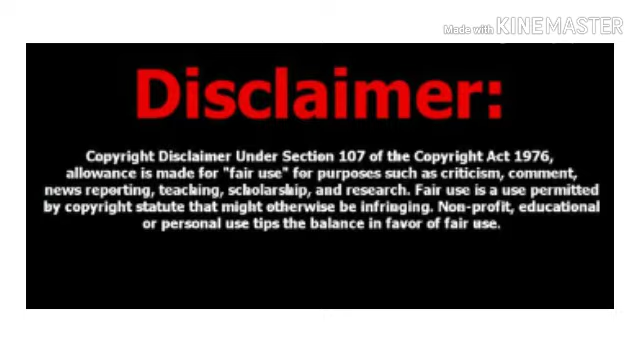 Made with KINEMASTER
Disclaimer:
Copyright Disclaimer Under Section 107 of the Copyright Act 1976,
allowance is made for "fair use" for purposes such as criticism, comment,
news reporting, teaching, scholarship, and research. Fair use is a use permitted
by copyright statute that might otherwise be infringing. Non-profit, educational
or personal use tips the balance in favor of fair use.